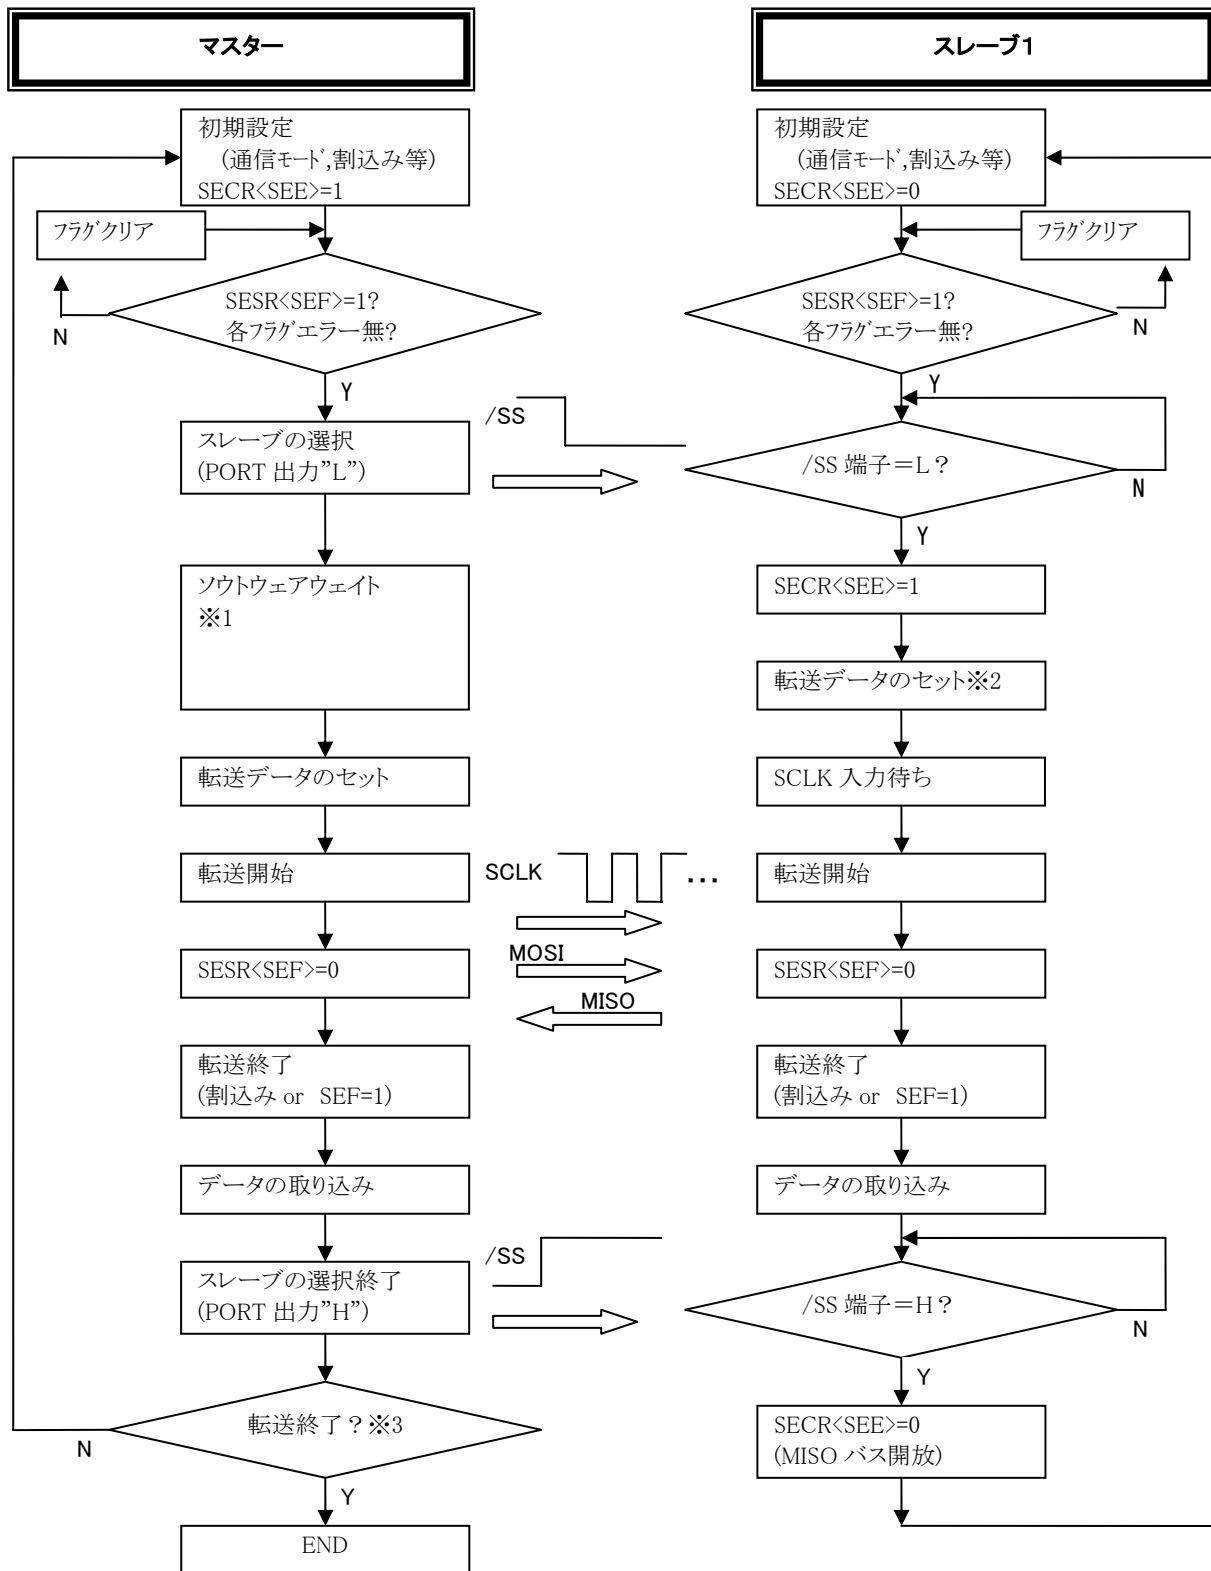 マスター
初期設定
(通信モード,割込み等)
SECR<SEE>=1
フラグクリア
SESR<SEF>=1?
各フラグエラー無?
N
Y
スレーブの選択
(PORT 出力”L”)
ソウトウェアウェイト
※1
転送データのセット
転送開始
SESR<SEF>=0
転送終了
(割込み or SEF=1)
データの取り込み
スレーブの選択終了
(PORT 出力”H”)
転送終了？※3
N
Y
END
/SS
SCLK
...
MOSI
MISO
/SS
スレーブ1
初期設定
(通信モード,割込み等)
SECR<SEE>=0
フラグクリア
SESR<SEF>=1?
各フラグエラー無?
N
Y
/SS 端子＝L？
N
Y
SECR<SEE>=1
転送データのセット※2
SCLK 入力待ち
転送開始
SESR<SEF>=0
転送終了
(割込み or SEF=1)
データの取り込み
/SS 端子＝H？
N
Y
SECR<SEE>=0
(MISO バス開放)